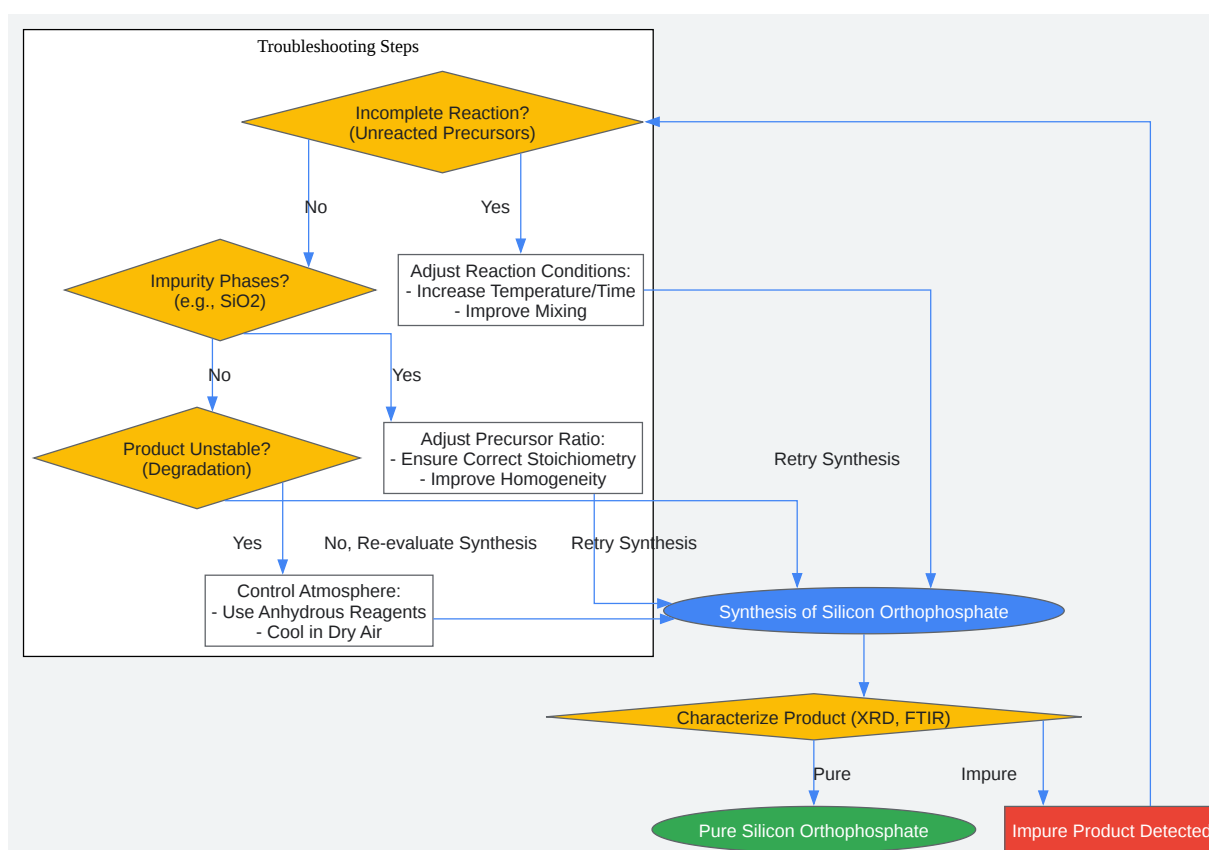 Troubleshooting Steps
Incomplete Reaction?
(Unreacted Precursors)
No
Yes
Impurity Phases?
(e.g., SiO2)
Adjust Reaction Conditions:
- Increase Temperature/Time
- Improve Mixing
No
Yes
Product Unstable?
(Degradation)
Adjust Precursor Ratio:
- Ensure Correct Stoichiometry
- Improve Homogeneity
Retry Synthesis
Yes
No, Re-evaluate Synthesis
Retry Synthesis
Control Atmosphere:
- Use Anhydrous Reagents
- Cool in Dry Air
Synthesis of Silicon Orthophosphate
Characterize Product (XRD, FTIR)
Pure
Impure
Pure Silicon Orthophosphate
Impure Product Detected